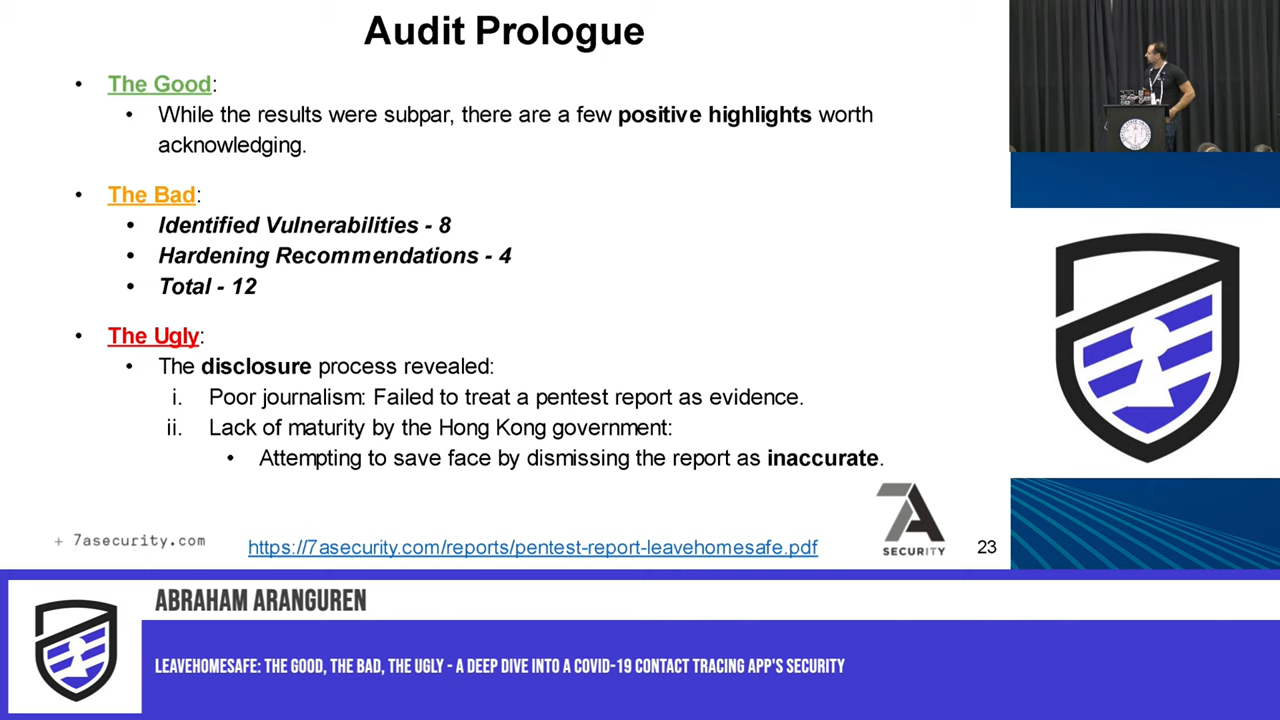 Audit Prologue
• The Good:
• While the results were subpar, there are a few positive highlights worth
acknowledging.
• The Bad:
• Identified Vulnerabilities - 8
• Hardening Recommendations - 4
• Total - 12
• The Ugly:
• The disclosure process revealed:
i. Poor journalism: Failed to treat a pentest report as evidence.
ii. Lack of maturity by the Hong Kong government:
• Attempting to save face by dismissing the report as inaccurate.
+ 7asecurity.com
https://7asecurity.com/reports/pentest-report-leavehomesafe.pdf
7A
SECURITY
23
ABRAHAM ARANGUREN
LEAVEHOMESAFE: THE GOOD, THE BAD, THE UGLY - A DEEP DIVE INTO A COVID-19 CONTACT TRACING APP'S SECURITY